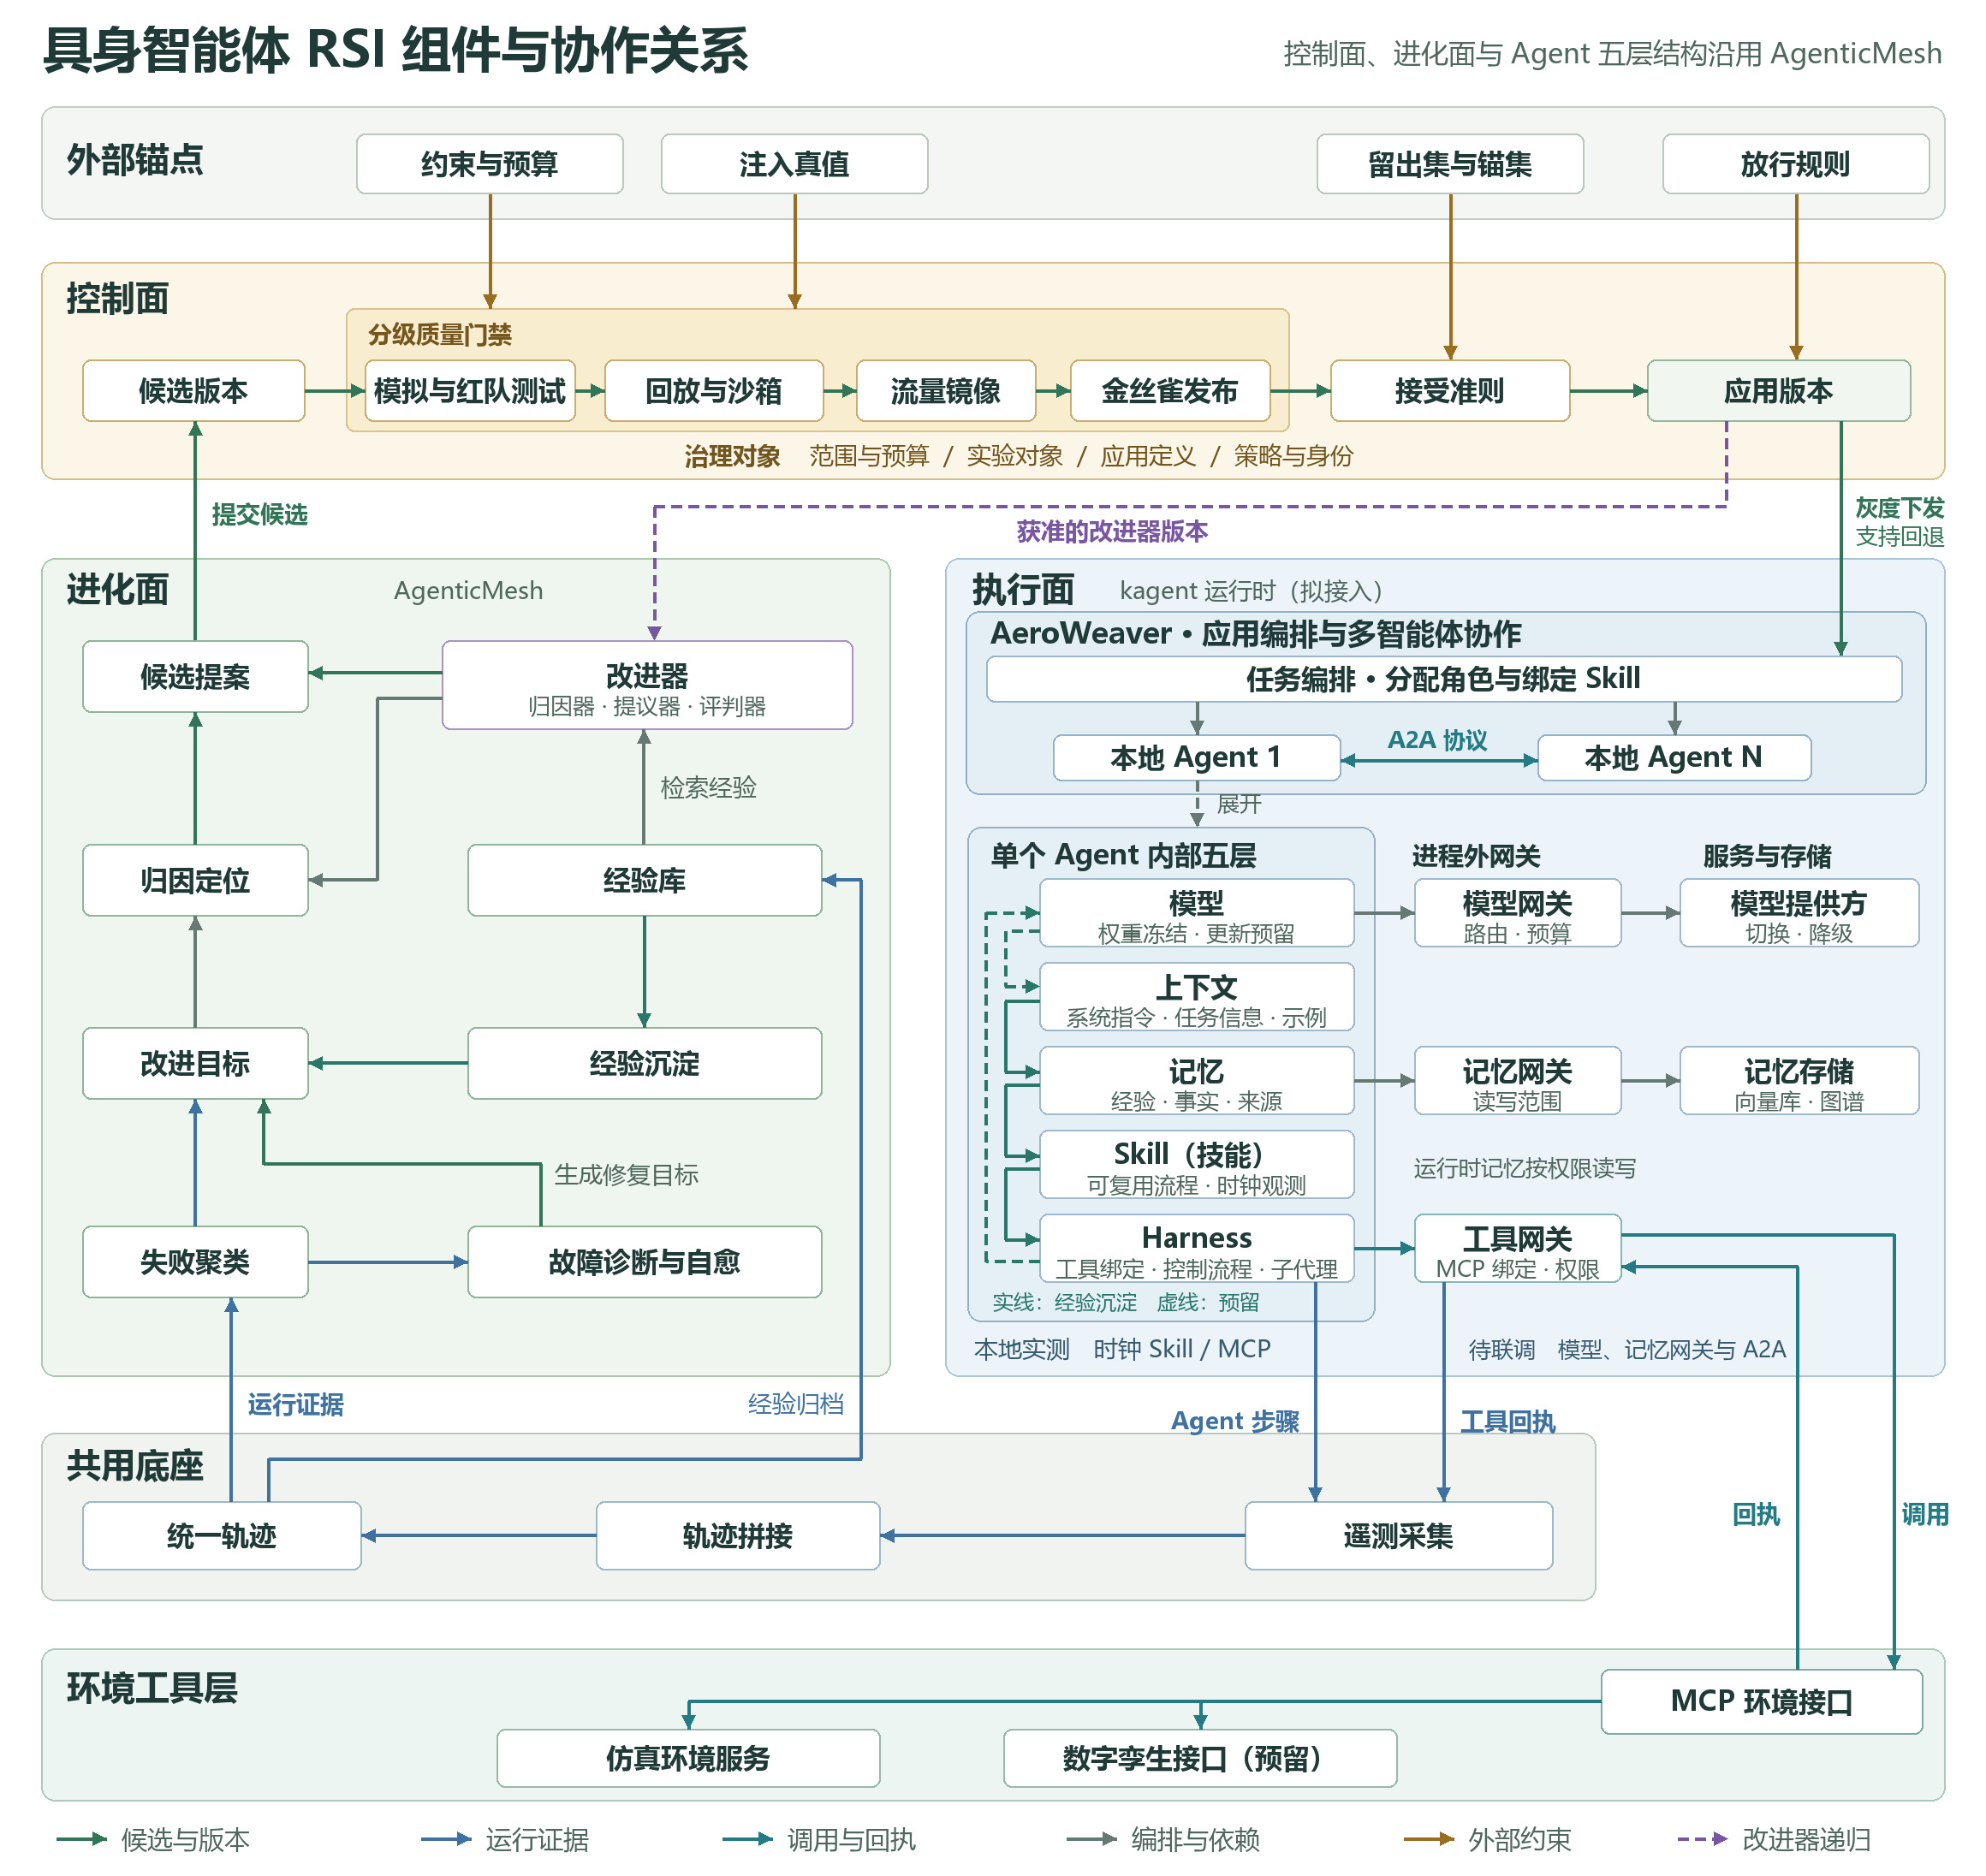 具身智能体 RSI 组件与协作关系
控制面、进化面与 Agent 五层结构沿用 AgenticMesh
外部锚点
约束与预算
注入真值
留出集与锚集
放行规则
控制面
分级质量门禁
候选版本
模拟与红队测试
回放与沙箱
流量镜像
金丝雀发布
接受准则
应用版本
治理对象 范围与预算 / 实验对象 / 应用定义 / 策略与身份
提交候选
获准的改进器版本
灰度下发
支持回退
进化面
AgenticMesh
候选提案
改进器
归因器 · 提议器 · 评判器
检索经验
归因定位
经验库
改进目标
经验沉淀
生成修复目标
失败聚类
故障诊断与自愈
执行面
kagent 运行时（拟接入）
AeroWeaver • 应用编排与多智能体协作
任务编排 • 分配角色与绑定 Skill
本地 Agent 1
A2A 协议
本地 Agent N
展开
单个 Agent 内部五层
进程外网关
服务与存储
模型
权重冻结 · 更新预留
模型网关
路由 · 预算
模型提供方
切换 · 降级
上下文
系统指令 · 任务信息 · 示例
记忆
经验 · 事实 · 来源
记忆网关
读写范围
记忆存储
向量库 · 图谱
Skill（技能）
可复用流程 · 时钟观测
运行时记忆按权限读写
Harness
工具绑定 · 控制流程 · 子代理
工具网关
MCP 绑定 · 权限
实线：经验沉淀 虚线：预留
本地实测 时钟 Skill / MCP
待联调 模型、记忆网关与 A2A
运行证据
经验归档
Agent 步骤
工具回执
共用底座
统一轨迹
轨迹拼接
遥测采集
回执
调用
环境工具层
MCP 环境接口
仿真环境服务
数字孪生接口（预留）
候选与版本
运行证据
调用与回执
编排与依赖
外部约束
改进器递归